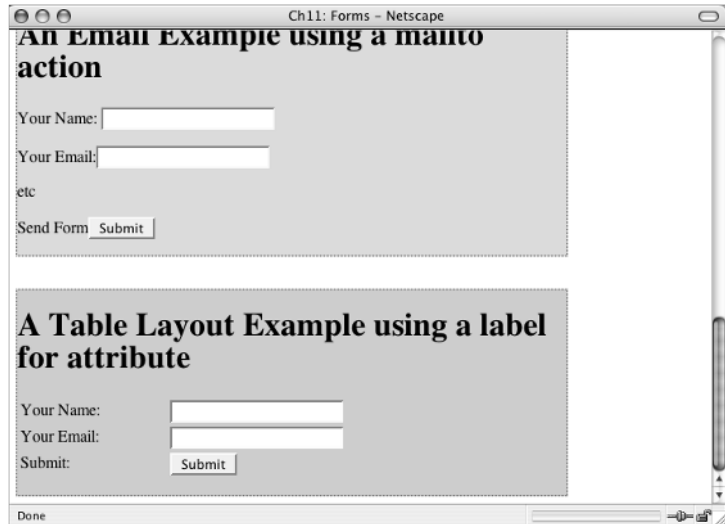 Ch11: Forms – Netscape
An Email Example using a mailto
action
Your Name:
Your Email:
etc
Send Form Submit
A Table Layout Example using a label
for attribute
Your Name:
Your Email:
Submit: Submit
Done